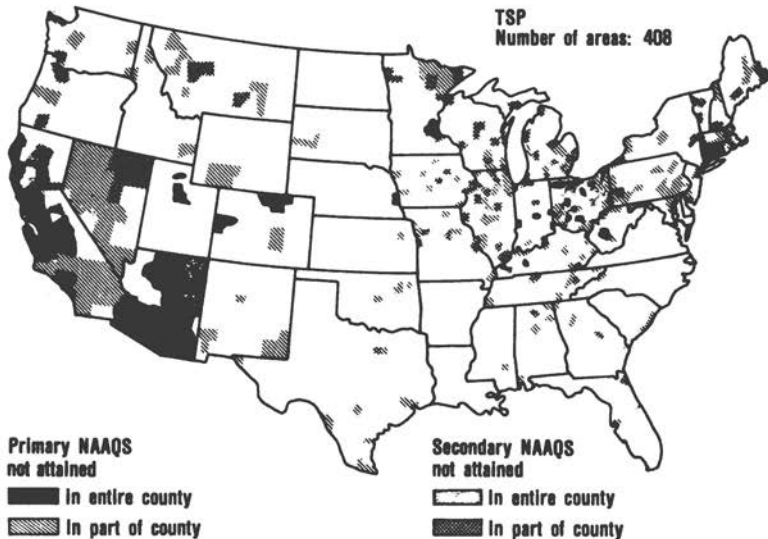 TSP
Number of areas: 408
Primary NAAQS
not attained
In entire county
In part of county
Secondary NAAQS
not attained
In entire county
In part of county